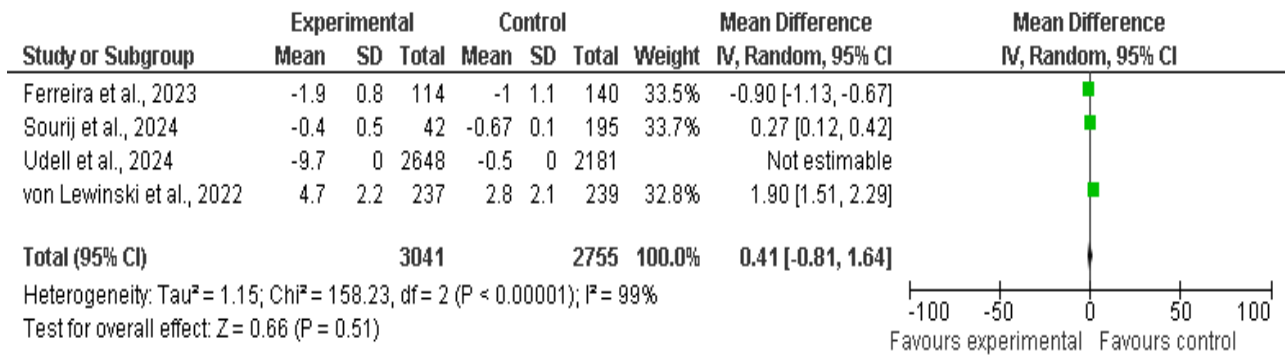 Experimental Control Mean Difference Mean Difference
Study or Subgroup Mean SD Total Mean SD Total Weight IV, Random, 95% CI IV, Random, 95% CI
Ferreira et al., 2023 -1.9 0.8 114 -1 1.1 140 33.5% -0.90 [-1.13, -0.67]
Sourij et al., 2024 -0.4 0.5 42 -0.67 0.1 195 33.7% 0.27 [0.12, 0.42]
Udell et al., 2024 -9.7 0 2648 -0.5 0 2181 Not estimable
von Lewinski et al., 2022 4.7 2.2 237 2.8 2.1 239 32.8% 1.90 [1.51, 2.29]
Total (95% CI) 3041 2755 100.0% 0.41 [-0.81, 1.64]
Heterogeneity: Tau² = 1.15; Chi² = 158.23, df = 2 (P < 0.00001); I² = 99%
Test for overall effect: Z = 0.66 (P = 0.51)
-100 -50 0 50 100
Favours experimental Favours control